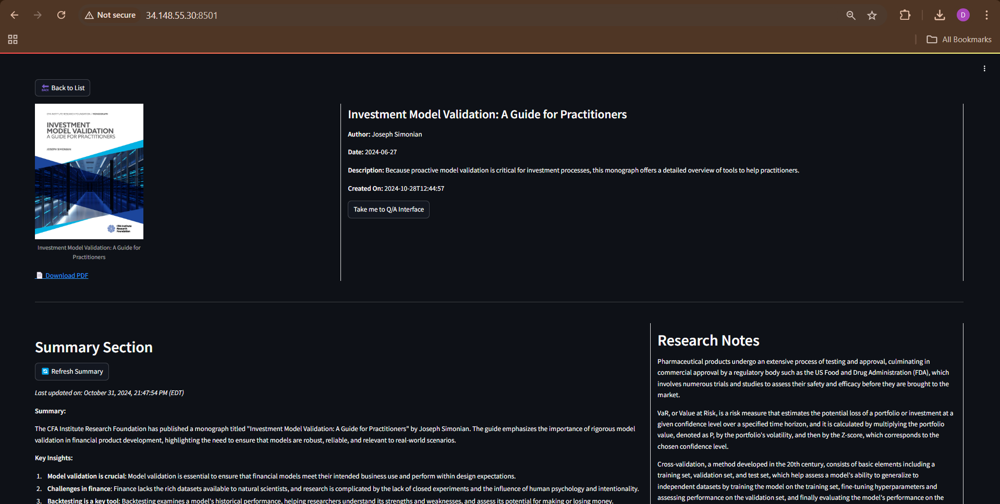 Not secure 34.148.55.30:8501
All Bookmarks
BACK Back to List
CFA INSTITUTE RESEARCH FOUNDATION / MONOGRAPH
INVESTMENT
MODEL VALIDATION
A GUIDE FOR PRACTITIONERS
JOSEPH SIMONIAN
CFA Institute
Research
Foundation
Investment Model Validation: A Guide for
Practitioners
Download PDF
Investment Model Validation: A Guide for Practitioners
Author: Joseph Simonian
Date: 2024-06-27
Description: Because proactive model validation is critical for investment processes, this monograph offers a detailed overview of tools to help practitioners.
Created On: 2024-10-28T12:44:57
Take me to Q/A Interface
Summary Section
Refresh Summary
Last updated on: October 31, 2024, 21:47:54 PM (EDT)
Summary:
The CFA Institute Research Foundation has published a monograph titled "Investment Model Validation: A Guide for Practitioners" by Joseph Simonian. The guide emphasizes the importance of rigorous model
validation in financial product development, highlighting the need to ensure that models are robust, reliable, and relevant to real-world scenarios.
Key Insights:
1. Model validation is crucial: Model validation is essential to ensure that financial models meet their intended business use and perform within design expectations.
2. Challenges in finance: Finance lacks the rich datasets available to natural scientists, and research is complicated by the lack of closed experiments and the influence of human psychology and intentionality.
3. Backtesting is a key tool: Backtesting examines a model's historical performance, helping researchers understand its strengths and weaknesses, and assess its potential for making or losing money.
Research Notes
Pharmaceutical products undergo an extensive process of testing and approval, culminating in
commercial approval by a regulatory body such as the US Food and Drug Administration (FDA), which
involves numerous trials and studies to assess their safety and efficacy before they are brought to the
market.
VaR, or Value at Risk, is a risk measure that estimates the potential loss of a portfolio or investment at a
given confidence level over a specified time horizon, and it is calculated by multiplying the portfolio
value, denoted as P, by the portfolio's volatility, and then by the Z-score, which corresponds to the
chosen confidence level.
Cross-validation, a method developed in the 20th century, consists of basic elements including a
training set, validation set, and test set, which help assess a model's ability to generalize to
independent datasets by training the model on the training set, fine-tuning hyperparameters and
assessing performance on the validation set, and finally evaluating the model's performance on the